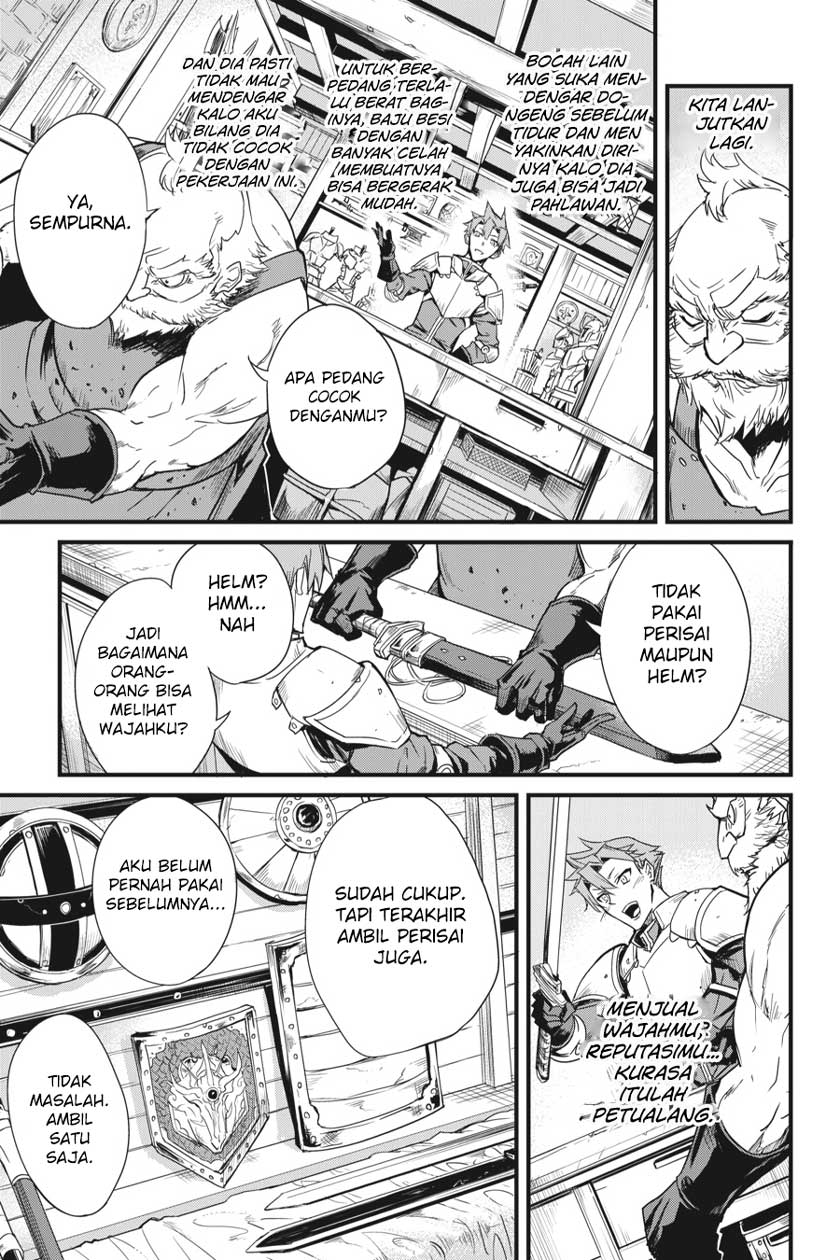 KITA LAN-
JUTKAN
LAGI.
BOCAH LAIN
YANG SUKA MEN-
DENGAR DO-
NGENG SEBELUM
TIDUR DAN MEN
YAKINKAN DIRI-
NYA KALO DIA
JUGA BISA JADI
PAHLAWAN.
UNTUK BER-
PEDANG TERLA-
LU BERAT BAG-
INYA, BAJU BESI
DENGAN
BANYAK CELAH
MEMBUATNYA
BISA BERGERAK
MUDAH.
DAN DIA PASTI
TIDAK MAU
MENDENGAR
KALO AKU
BILANG DIA
TIDAK COCOK
DENGAN
PEKERJAAN INI.
APA PEDANG
COCOK
DENGANMU?
YA,
SEMPURNA.
TIDAK
PAKAI
PERISAI
MAUPUN
HELM?
HELM?
HMM...
NAH
JADI
BAGAIMANA
ORANG-
ORANG BISA
MELIHAT
WAJAHKU?
MENJUAL
WAJAHMU?
REPUTASIMU...
KURASA
ITULAH
PETUALANG.
SUDAH CUKUP.
TAPI TERAKHIR
AMBIL PERISAI
JUGA.
AKU BELUM
PERNAH PAKAI
SEBELUMNYA...
TIDAK
MASALAH.
AMBIL
SATU
SAJA.